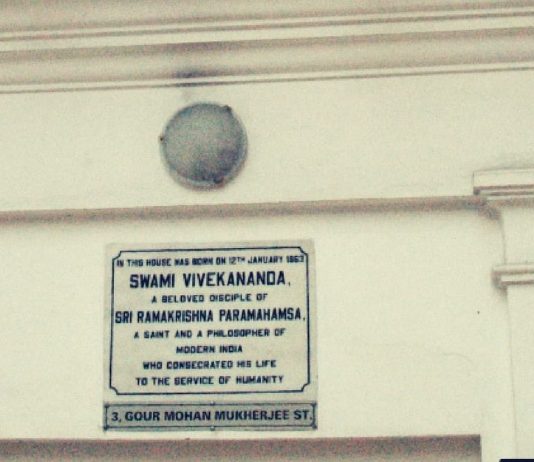 IN THIS HOUSE WAS BORN ON 12TH JANUARY 1863
SWAMI VIVEKANANDA,
A BELOVED DISCIPLE OF
SRI RAMAKRISHNA PARAMAHAMSA,
A SAINT AND A PHILOSOPHER OF
MODERN INDIA
WHO CONSECRATED HIS LIFE
TO THE SERVICE OF HUMANITY
3, GOUR MOHAN MUKHERJEE ST.